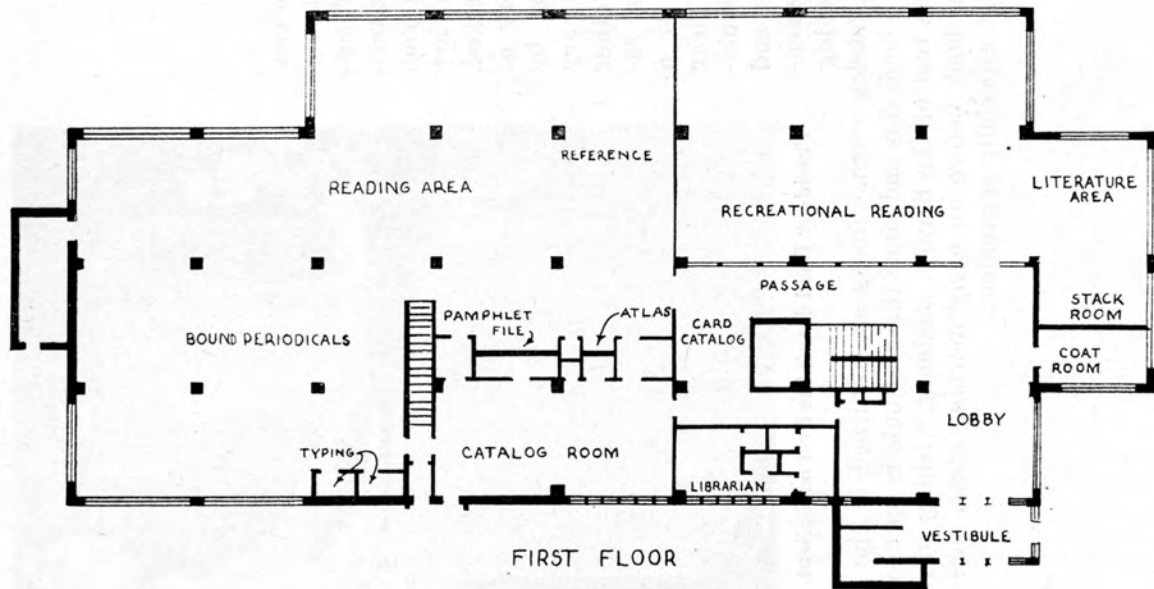 REFERENCE
READING AREA
LITERATURE
AREA
RECREATIONAL READING
PASSAGE
PAMPHLET
FILE
ATLAS
CARD
CATALOG
STACK
ROOM
BOUND PERIODICALS
COAT
ROOM
LOBBY
TYPING
CATALOG ROOM
LIBRARIAN
VESTIBULE
FIRST FLOOR